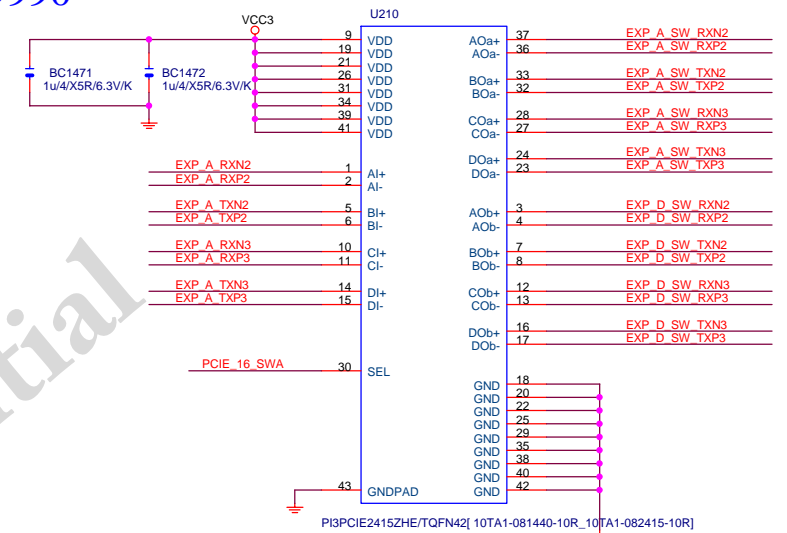 U210
VCC3
BC1471
1u/4/X5R/6.3V/K
BC1472
1u/4/X5R/6.3V/K
9 VDD
19 VDD
21 VDD
26 VDD
31 VDD
34 VDD
39 VDD
41 VDD
EXP_A_RXN2 1 AI+
EXP_A_RXP2 2 AI-
EXP_A_TXN2 5 BI+
EXP_A_TXP2 6 BI-
EXP_A_RXN3 10 CI+
EXP_A_RXP3 11 CI-
EXP_A_TXN3 14 DI+
EXP_A_TXP3 15 DI-
PCIE_16_SWA 30 SEL
43 GNDPAD
AOa+ 37 EXP_A_SW_RXN2
AOa- 36 EXP_A_SW_RXP2
BOa+ 33 EXP_A_SW_TXN2
BOa- 32 EXP_A_SW_TXP2
COa+ 28 EXP_A_SW_RXN3
COa- 27 EXP_A_SW_RXP3
DOa+ 24 EXP_A_SW_TXN3
DOa- 23 EXP_A_SW_TXP3
AOb+ 3 EXP_D_SW_RXN2
AOb- 4 EXP_D_SW_RXP2
BOb+ 7 EXP_D_SW_TXN2
BOb- 8 EXP_D_SW_TXP2
COb+ 12 EXP_D_SW_RXN3
COb- 13 EXP_D_SW_RXP3
DOb+ 16 EXP_D_SW_TXN3
DOb- 17 EXP_D_SW_TXP3
GND 18
GND 20
GND 22
GND 25
GND 29
GND 35
GND 38
GND 40
GND 42
PI3PCIE2415ZHE/TQFN42[ 10TA1-081440-10R_10TA1-082415-10R]